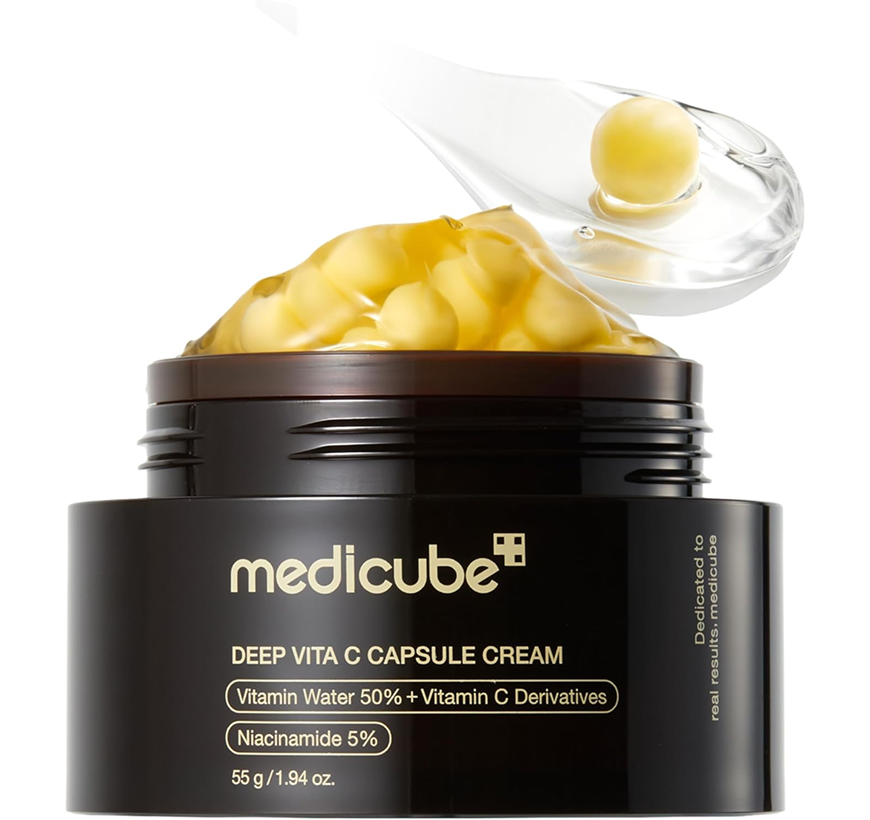 medicube
DEEP VITA C CAPSULE CREAM
Vitamin Water 50% + Vitamin C Derivatives
Niacinamide 5%
55 g / 1.94 oz.
Dedicated to
real results, medicube